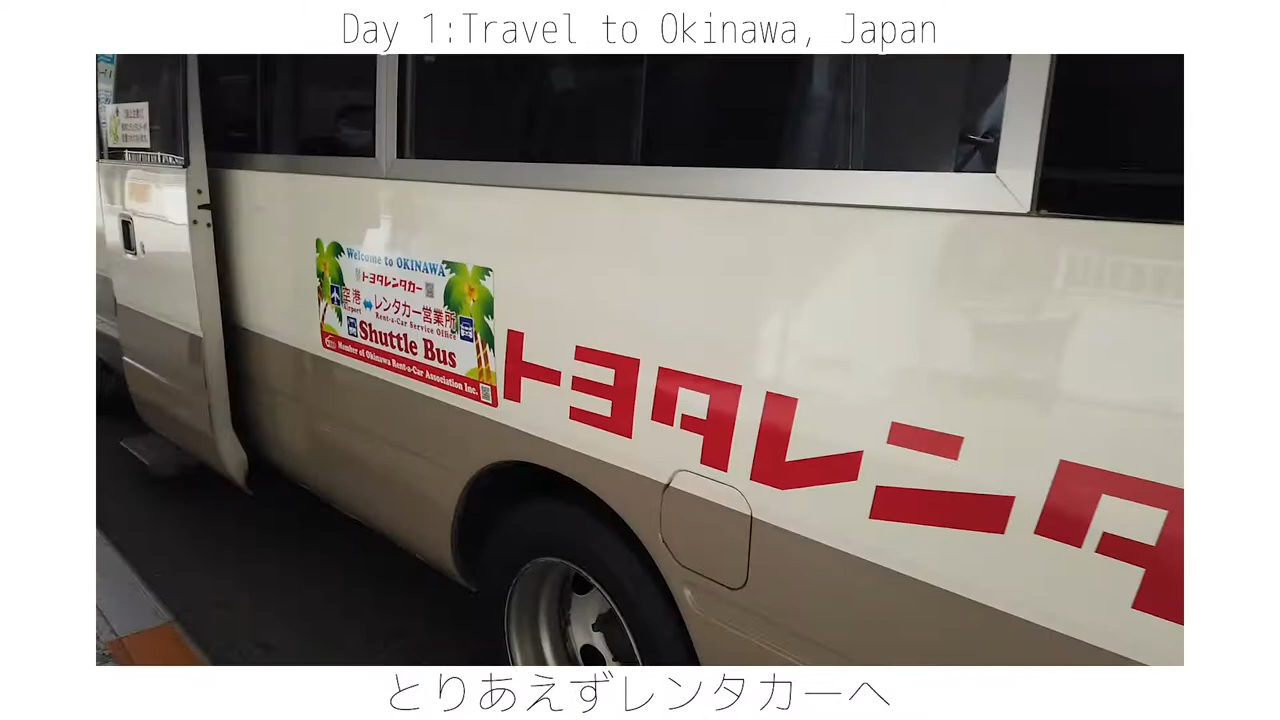 Day 1:Travel to Okinawa, Japan
Welcome to OKINAWA
トヨタレンタカー
空港 レンタカー営業所
Airport Rent-a-Car Service Office
Shuttle Bus
Member of Okinawa Rent-a-Car Association Inc.
トヨタレンタ
とりあえずレンタカーへ